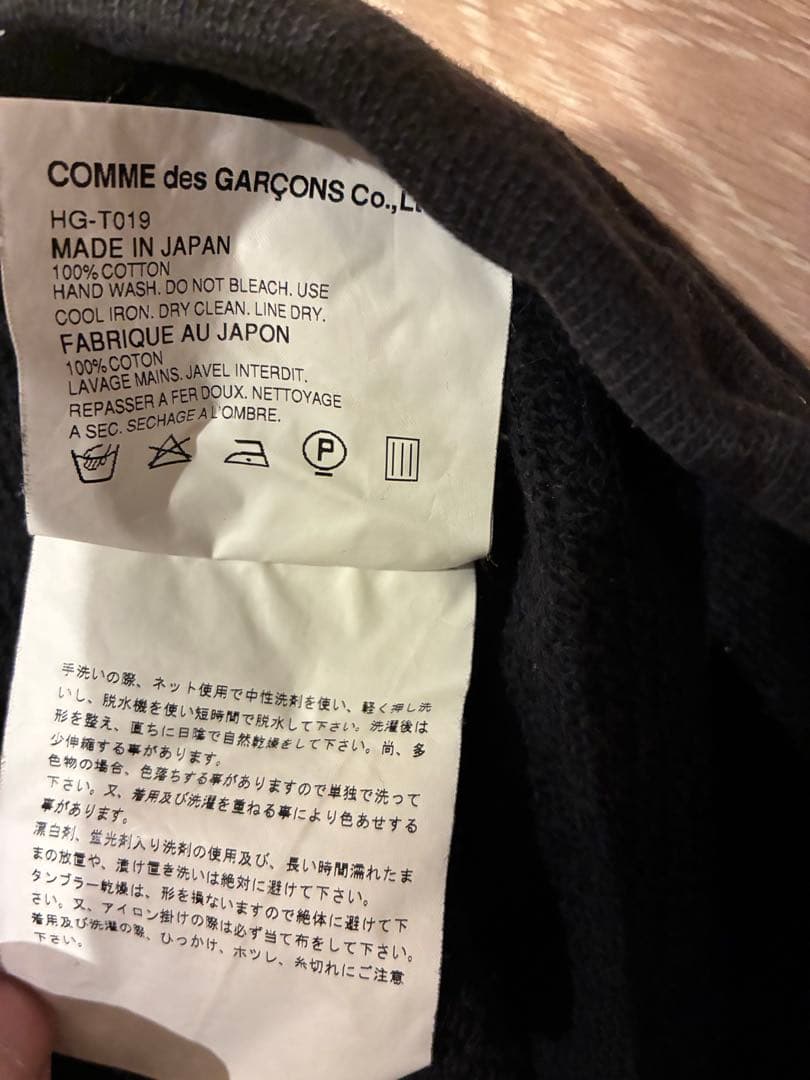 COMME des GARÇONS Co.,L
HG-T019
MADE IN JAPAN
100% COTTON
HAND WASH. DO NOT BLEACH. USE
COOL IRON. DRY CLEAN. LINE DRY.
FABRIQUE AU JAPON
100% COTON
LAVAGE MAINS. JAVEL INTERDIT.
REPASSER A FER DOUX. NETTOYAGE
A SEC. SECHAGE A L'OMBRE.
P
手洗いの際、ネット使用で中性洗剤を使い、軽く押し洗
いし、脱水機を使い短時間で脱水して下さい。洗濯後は
形を整え、直ちに日陰で自然乾燥をして下さい。尚、多
少伸縮する事があります。
色物の場合、色落ちする事がありますので単独で洗って
下さい。又、着用及び洗濯を重ねる事により色あせする
事があります。
漂白剤、蛍光剤入り洗剤の使用及び、長い時間濡れたま
まの放置や、漬け置き洗いは絶対に避けて下さい。
タンブラー乾燥は、形を損ないますので絶体に避けて下
さい。又、アイロン掛けの際は必ず当て布をして下さい。
着用及び洗濯の際、ひっかけ、ホツレ、糸切れにご注意
下さい。